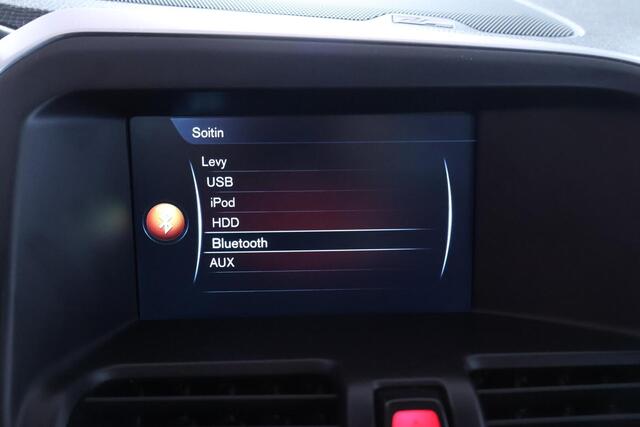 Soitin
Levy
USB
iPod
HDD
Bluetooth
AUX